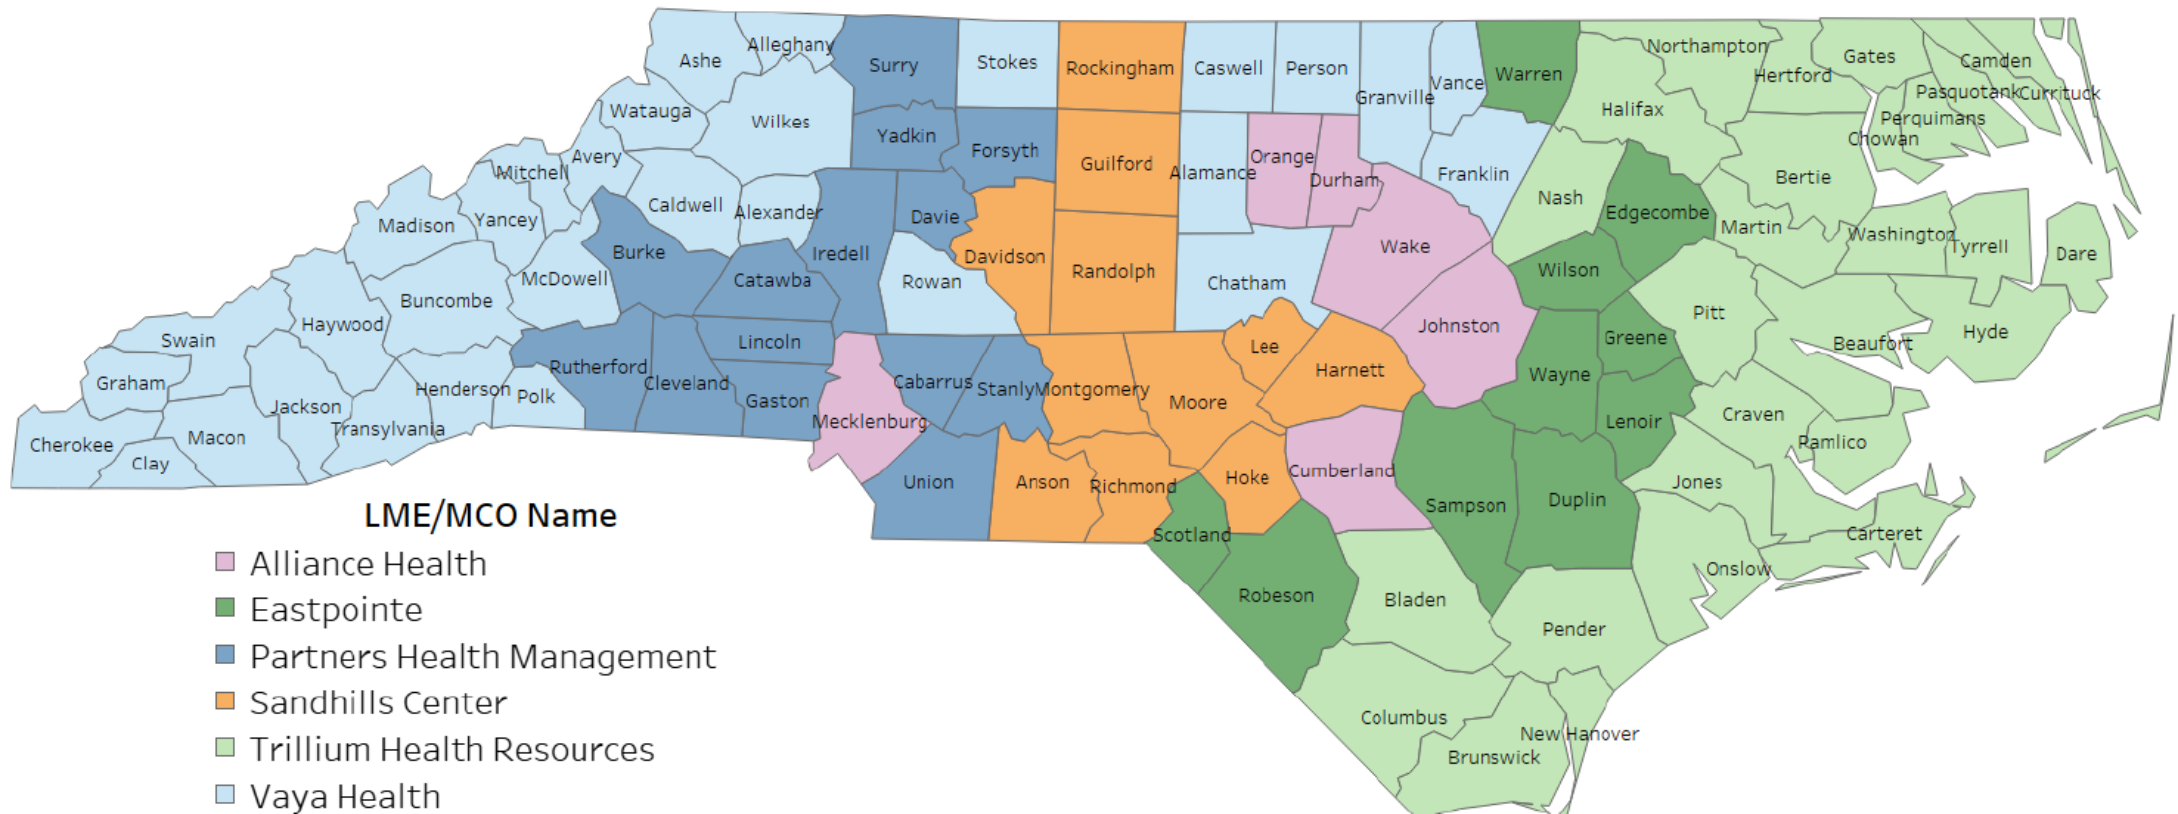 Ashe
Alleghany
Surry
Stokes
Rockingham
Caswell
Person
Granville
Vance
Warren
Northampton
Hertford
Gates
Camden
Pasquotank
Currituck
Perquimans
Chowan
Halifax
Watauga
Wilkes
Yadkin
Forsyth
Guilford
Alamance
Orange
Durham
Franklin
Nash
Edgecombe
Bertie
Martin
Washington
Tyrrell
Dare
Mitchell
Avery
Caldwell
Alexander
Davie
Iredell
Madison
Yancey
Burke
McDowell
Catawba
Rowan
Davidson
Randolph
Chatham
Wake
Wilson
Pitt
Beaufort
Hyde
Buncombe
Haywood
Swain
Graham
Rutherford
Cleveland
Lincoln
Gaston
Cabarrus
Stanly
Montgomery
Moore
Lee
Harnett
Johnston
Wayne
Greene
Lenoir
Craven
Pamlico
Jackson
Henderson
Polk
Transylvania
Macon
Cherokee
Clay
Mecklenburg
Union
Anson
Richmond
Hoke
Cumberland
Sampson
Duplin
Jones
Carteret
Onslow
Scotland
Robeson
Bladen
Pender
Columbus
Brunswick
New Hanover
LME/MCO Name
Alliance Health
Eastpointe
Partners Health Management
Sandhills Center
Trillium Health Resources
Vaya Health